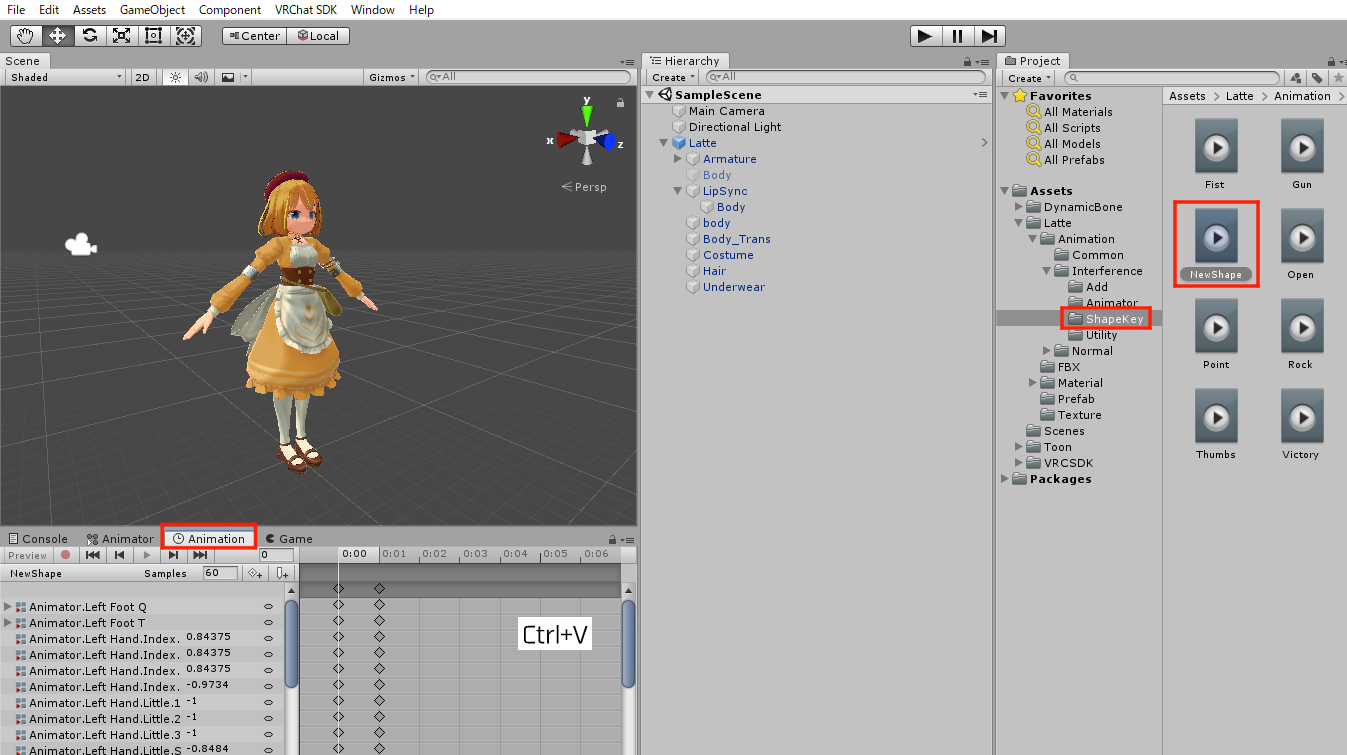 File Edit Assets GameObject Component VRChat SDK Window Help
Center Local
Scene
Shaded 2D Gizmos All
y
x
z
Persp
Hierarchy
Create All
SampleScene
Main Camera
Directional Light
Latte
Armature
Body
LipSync
Body
body
Body_Trans
Costume
Hair
Underwear
Project
Create
Favorites
All Materials
All Scripts
All Models
All Prefabs
Assets
DynamicBone
Latte
Animation
Common
Interference
Add
Animator
ShapeKey
Utility
Normal
FBX
Material
Prefab
Texture
Scenes
Toon
VRCSDK
Packages
Assets > Latte > Animation >
Fist Gun
NewShape Open
Point Rock
Thumbs Victory
Console Animator Animation Game
Preview 0 0:00 0:01 0:02 0:03 0:04 0:05 0:06
NewShape Samples 60
Animator.Left Foot Q
Animator.Left Foot T
Animator.Left Hand.Index. 0.84375
Animator.Left Hand.Index. 0.84375
Animator.Left Hand.Index. 0.84375
Animator.Left Hand.Index. -0.9734
Animator.Left Hand.Little.1 -1
Animator.Left Hand.Little.2 -1
Animator.Left Hand.Little.3 -1
Animator.Left Hand.Little.S -0.8484
Ctrl+V